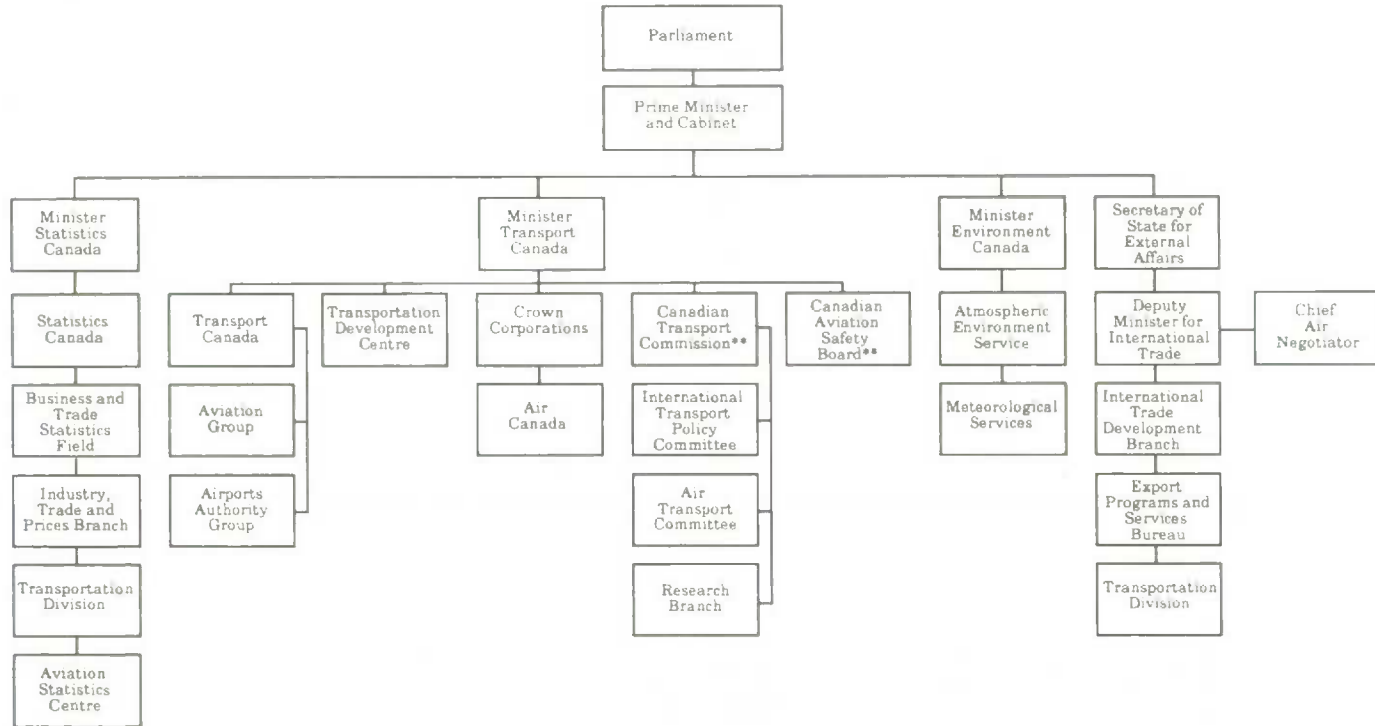 Parliament
Prime Minister
and Cabinet
Minister
Statistics
Canada
Minister
Transport
Canada
Minister
Environment
Canada
Secretary of
State for
External
Affairs
Statistics
Canada
Transport
Canada
Transportation
Development
Centre
Crown
Corporations
Canadian
Transport
Commission**
Canadian
Aviation
Safety
Board**
Atmospheric
Environment
Service
Deputy
Minister for
International
Trade
Chief
Air
Negotiator
Business and
Trade
Statistics
Field
Aviation
Group
Air
Canada
International
Transport
Policy
Committee
Meteorological
Services
International
Trade
Development
Branch
Industry,
Trade and
Prices Branch
Airports
Authority
Group
Air
Transport
Committee
Export
Programs and
Services
Bureau
Transportation
Division
Research
Branch
Transportation
Division
Aviation
Statistics
Centre